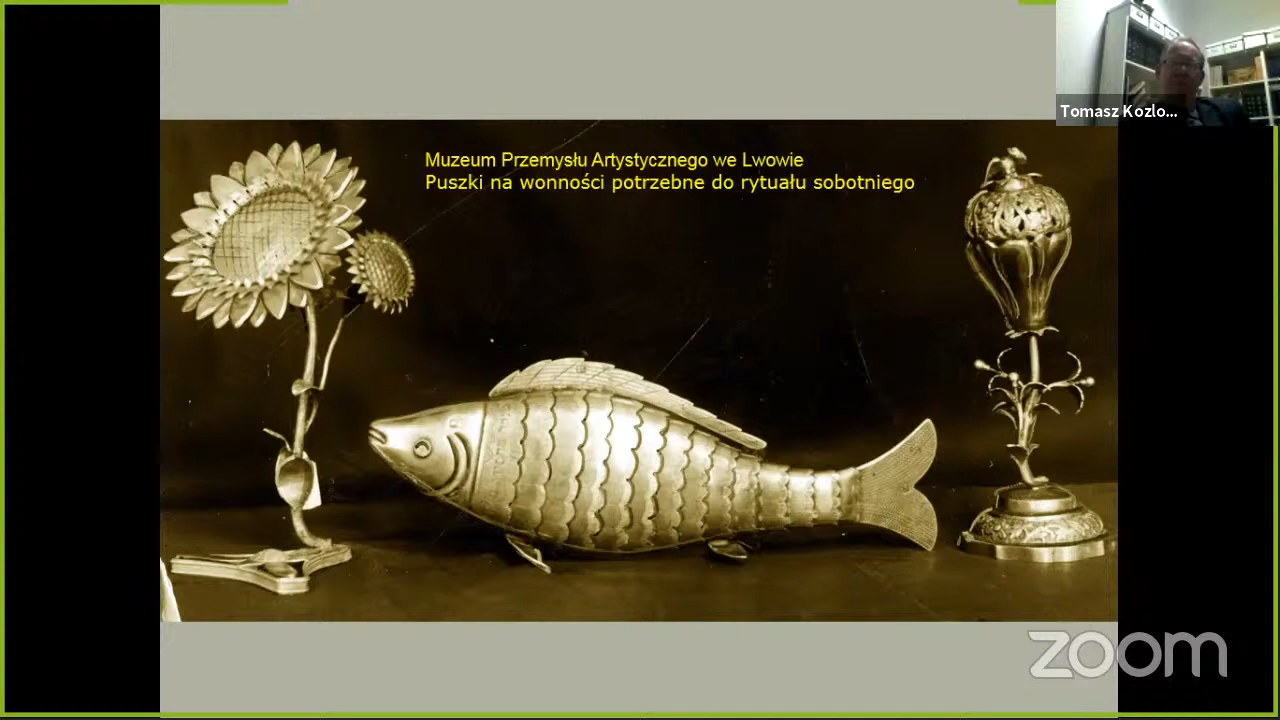 Tomasz Kozlo...
Muzeum Przemysłu Artystycznego we Lwowie
Puszki na wonności potrzebne do rytuału sobotniego
zoom